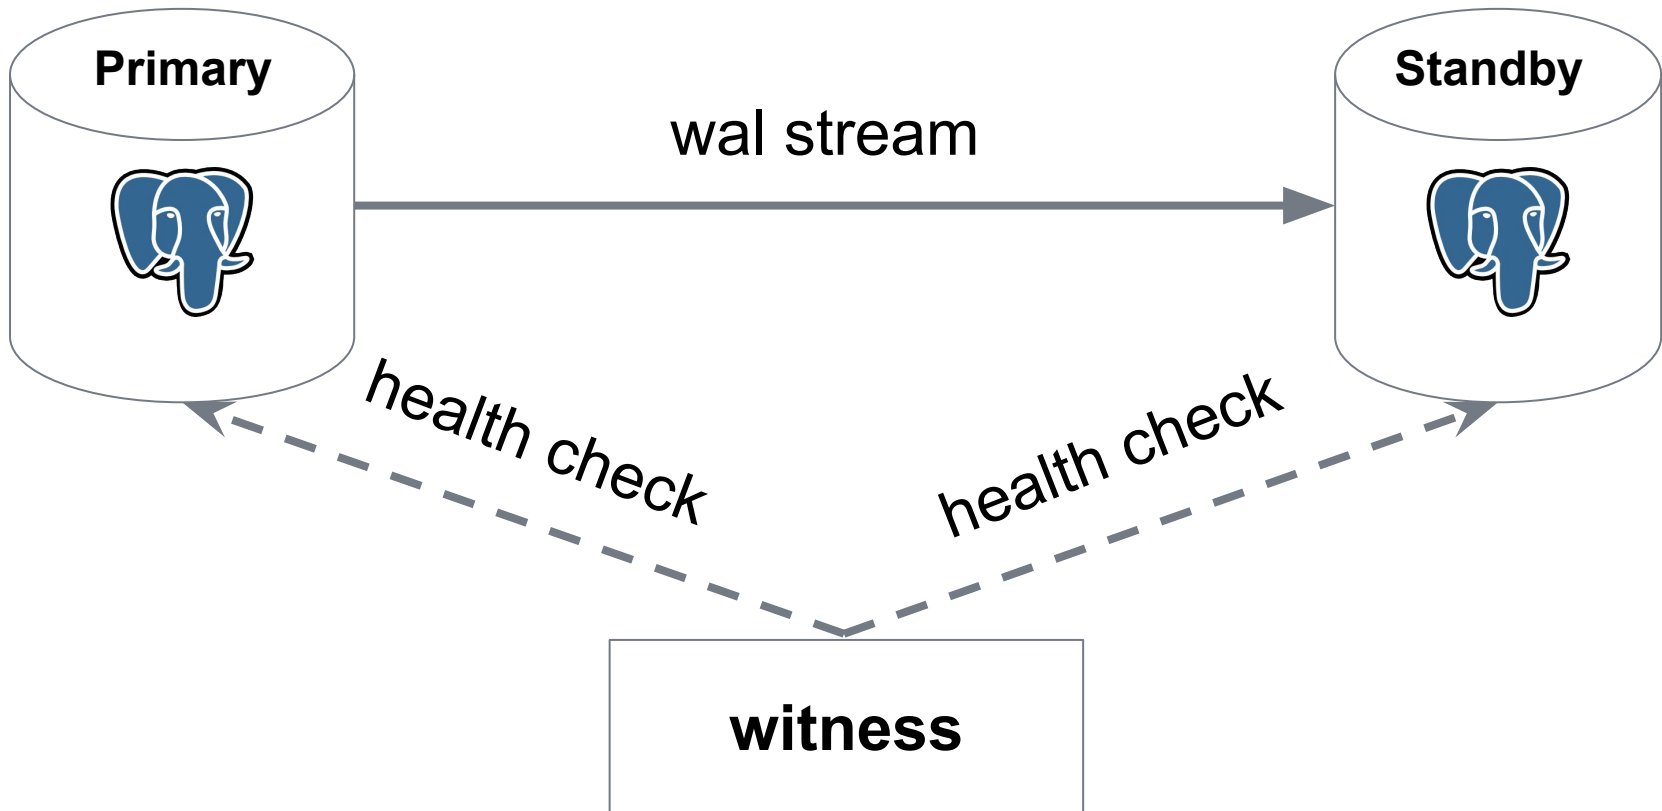 Primary
Standby
wal stream
health check
health check
witness